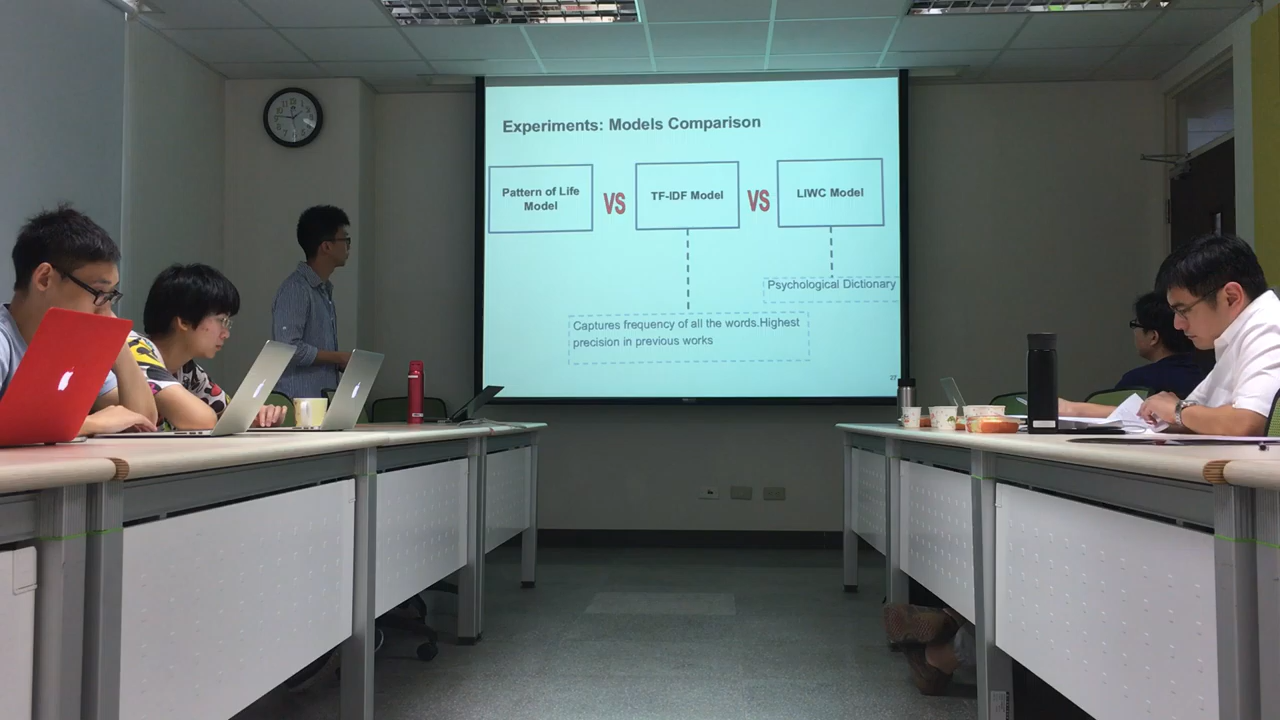 Experiments: Models Comparison
Pattern of Life
Model
VS
TF-IDF Model
VS
LIWC Model
Psychological Dictionary
Captures frequency of all the words.Highest
precision in previous works
27